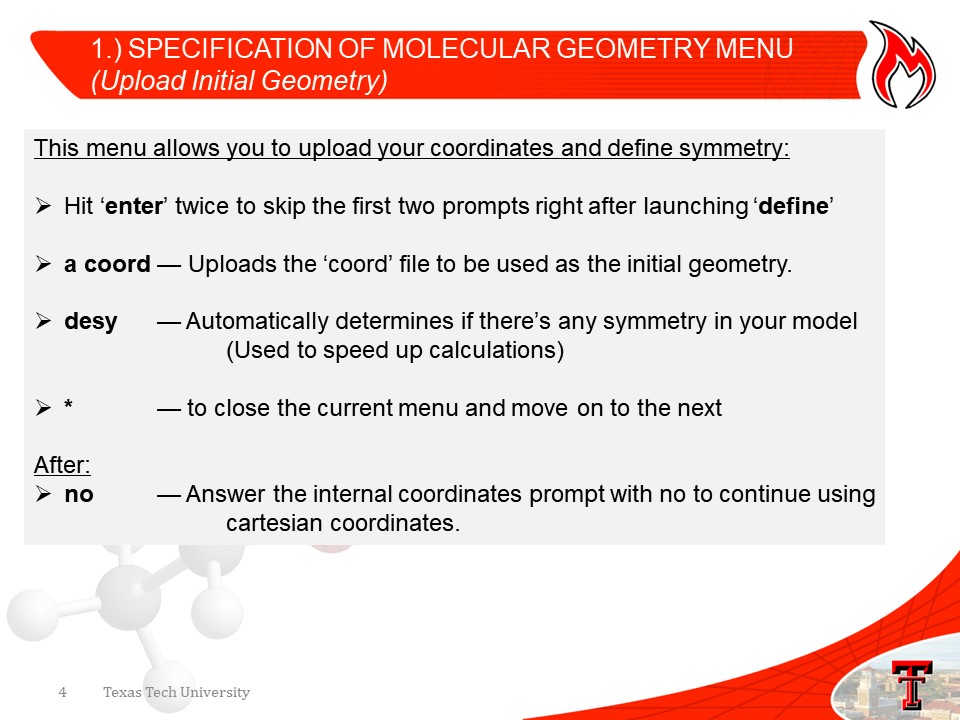 1.) SPECIFICATION OF MOLECULAR GEOMETRY MENU
(Upload Initial Geometry)
This menu allows you to upload your coordinates and define symmetry:
➢ Hit ‘enter’ twice to skip the first two prompts right after launching ‘define’
➢ a coord — Uploads the ‘coord’ file to be used as the initial geometry.
➢ desy — Automatically determines if there’s any symmetry in your model
(Used to speed up calculations)
➢ * — to close the current menu and move on to the next
After:
➢ no — Answer the internal coordinates prompt with no to continue using
cartesian coordinates.
4 Texas Tech University